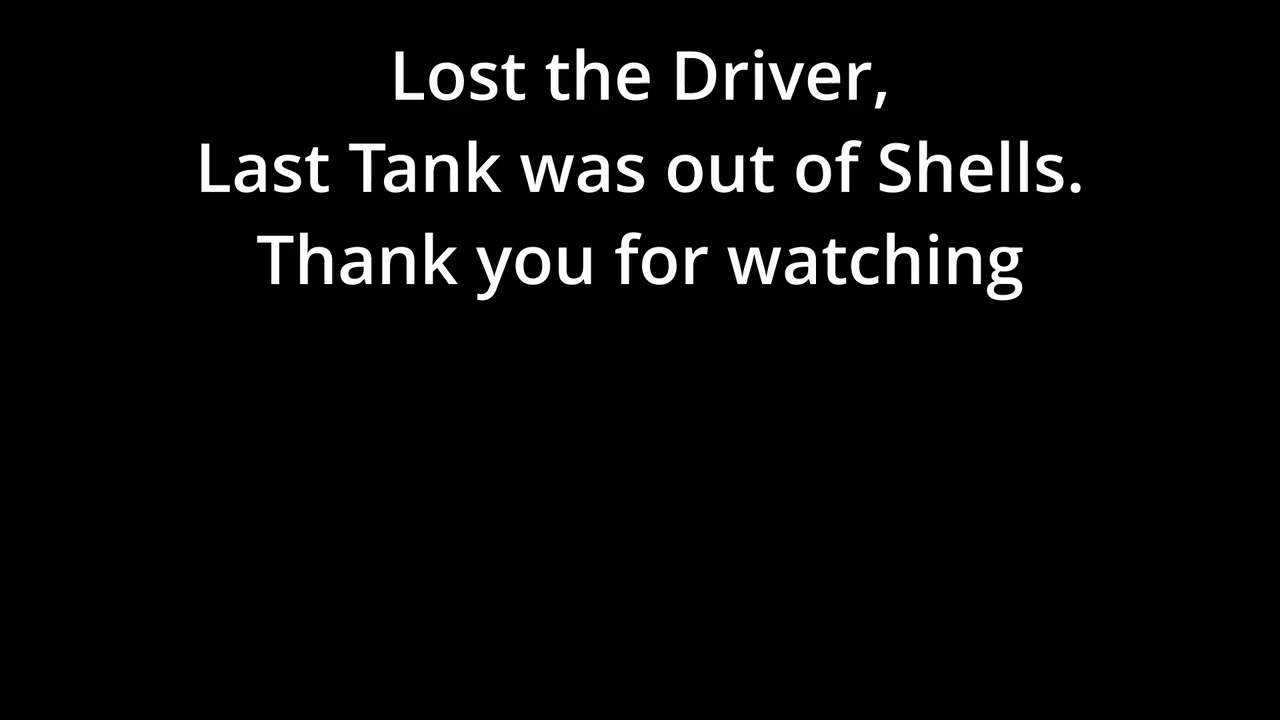 Lost the Driver,
Last Tank was out of Shells.
Thank you for watching